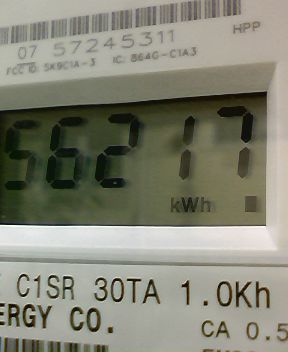 07 57245311
HPP
FCC ID: SK9C1A-3 IC: 864G-C1A3
56217
kWh
C1SR 30TA 1.0Kh
ERGY CO.
CA 0.5